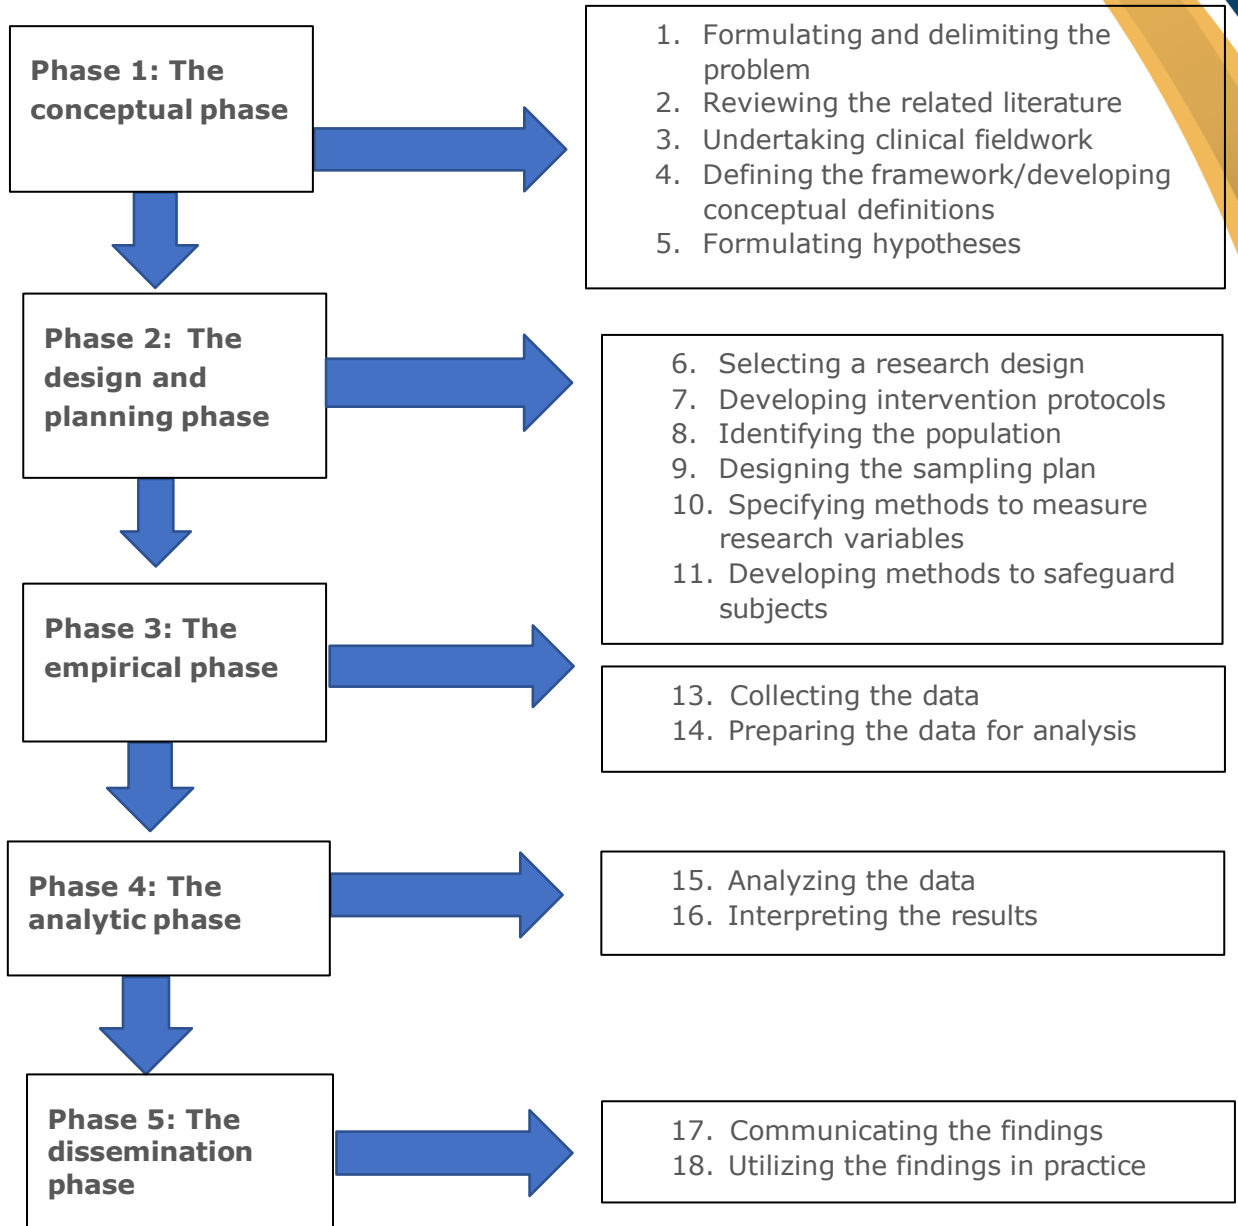 Phase 1: The
conceptual phase
1. Formulating and delimiting the
problem
2. Reviewing the related literature
3. Undertaking clinical fieldwork
4. Defining the framework/developing
conceptual definitions
5. Formulating hypotheses
Phase 2: The
design and
planning phase
6. Selecting a research design
7. Developing intervention protocols
8. Identifying the population
9. Designing the sampling plan
10. Specifying methods to measure
research variables
11. Developing methods to safeguard
subjects
Phase 3: The
empirical phase
13. Collecting the data
14. Preparing the data for analysis
Phase 4: The
analytic phase
15. Analyzing the data
16. Interpreting the results
Phase 5: The
dissemination
phase
17. Communicating the findings
18. Utilizing the findings in practice